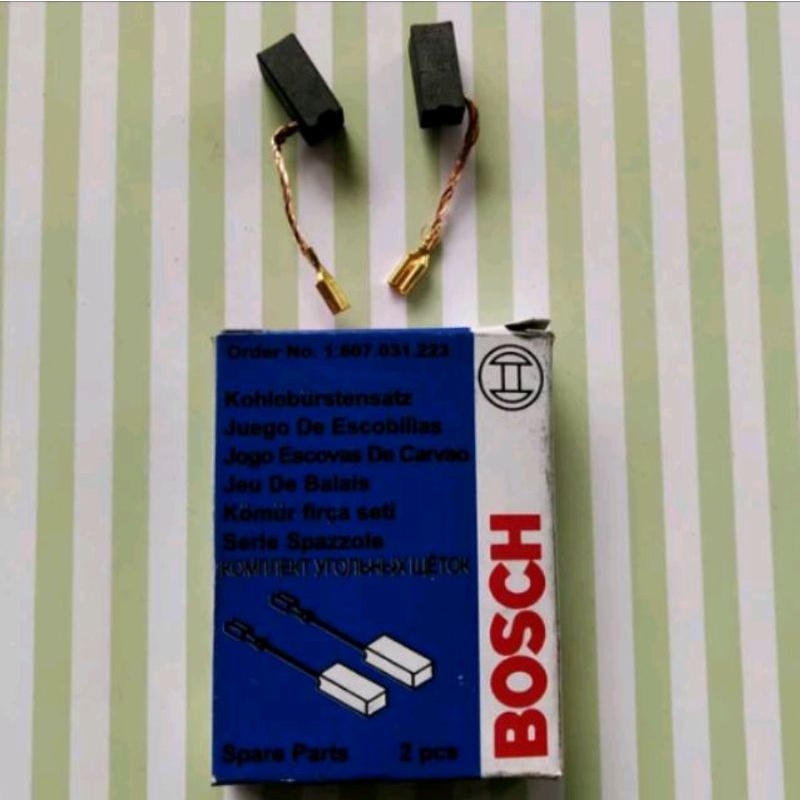 Order No. 1.607.031.223
Kohlebürstensatz
Juego De Escobillas
Jogo Escovas De Carvao
Jeu De Balais
Kömür fırça seti
Serie Spazzole
КОМПЛЕКТ УГОЛЬНЫХ ЩЁТОК
Spare Parts 2 pcs
BOSCH